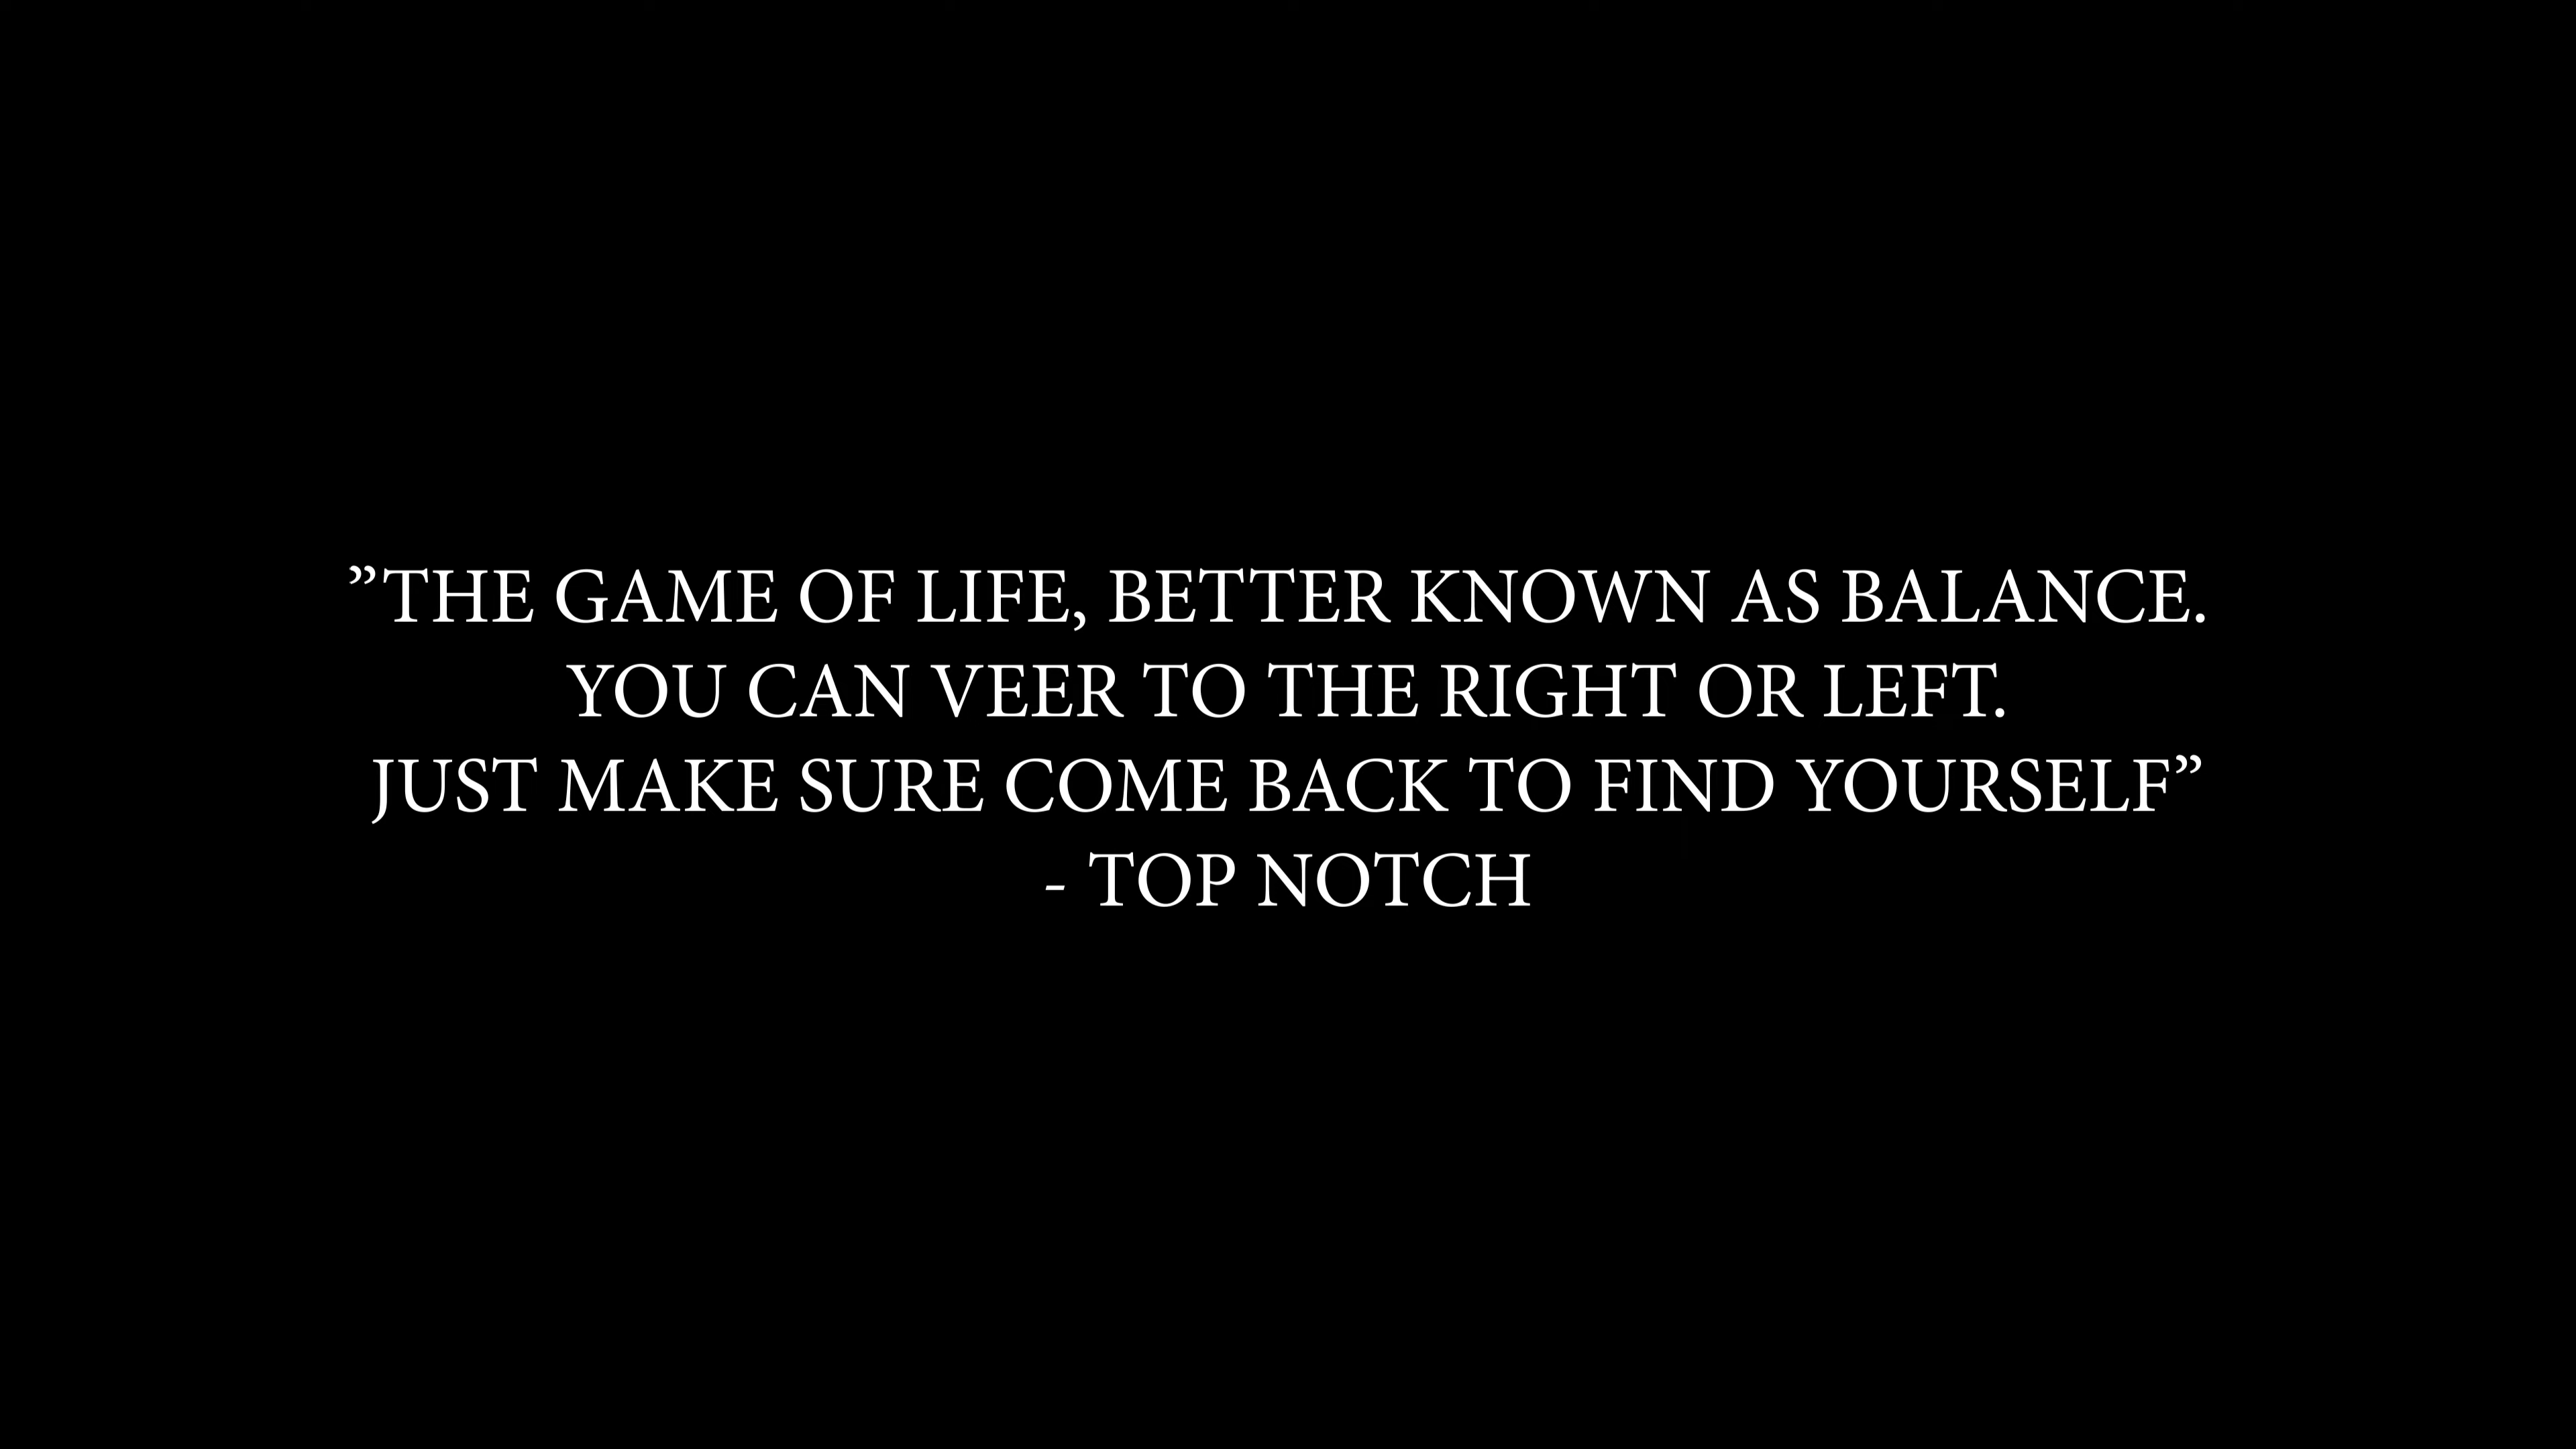 ”THE GAME OF LIFE, BETTER KNOWN AS BALANCE.
YOU CAN VEER TO THE RIGHT OR LEFT.
JUST MAKE SURE COME BACK TO FIND YOURSELF”
- TOP NOTCH